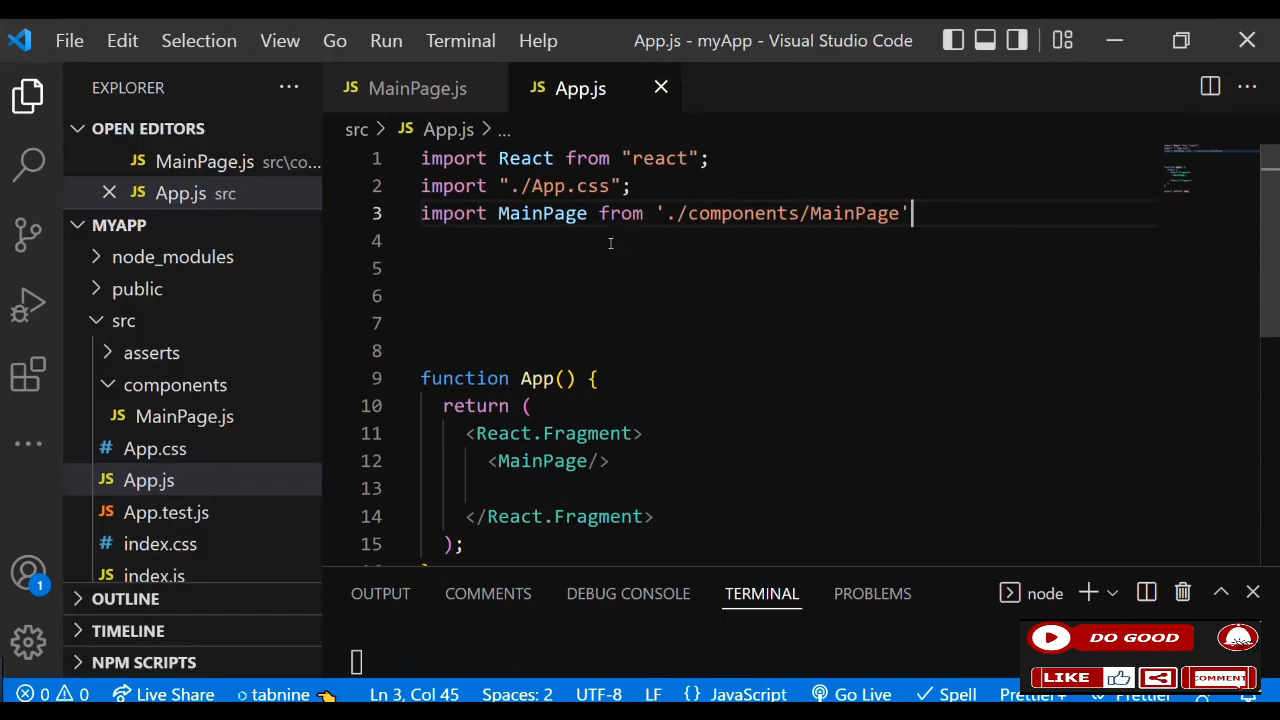 File Edit Selection View Go Run Terminal Help App.js - myApp - Visual Studio Code
EXPLORER
OPEN EDITORS
MainPage.js src\co...
App.js src
MYAPP
node_modules
public
src
asserts
components
MainPage.js
App.css
App.js
App.test.js
index.css
index.js
OUTLINE
TIMELINE
NPM SCRIPTS
1
JS MainPage.js JS App.js
src > JS App.js > ...
1 import React from "react";
2 import "./App.css";
3 import MainPage from './components/MainPage'
4
5
6
7
8
9 function App() {
10 return (
11 <React.Fragment>
12 <MainPage/>
13
14 </React.Fragment>
15 );
OUTPUT COMMENTS DEBUG CONSOLE TERMINAL PROBLEMS node
DO GOOD
LIKE COMMENT
0 0 Live Share tabnine Ln 3, Col 45 Spaces: 2 UTF-8 LF {} JavaScript Go Live Spell Prettier+ Prettier